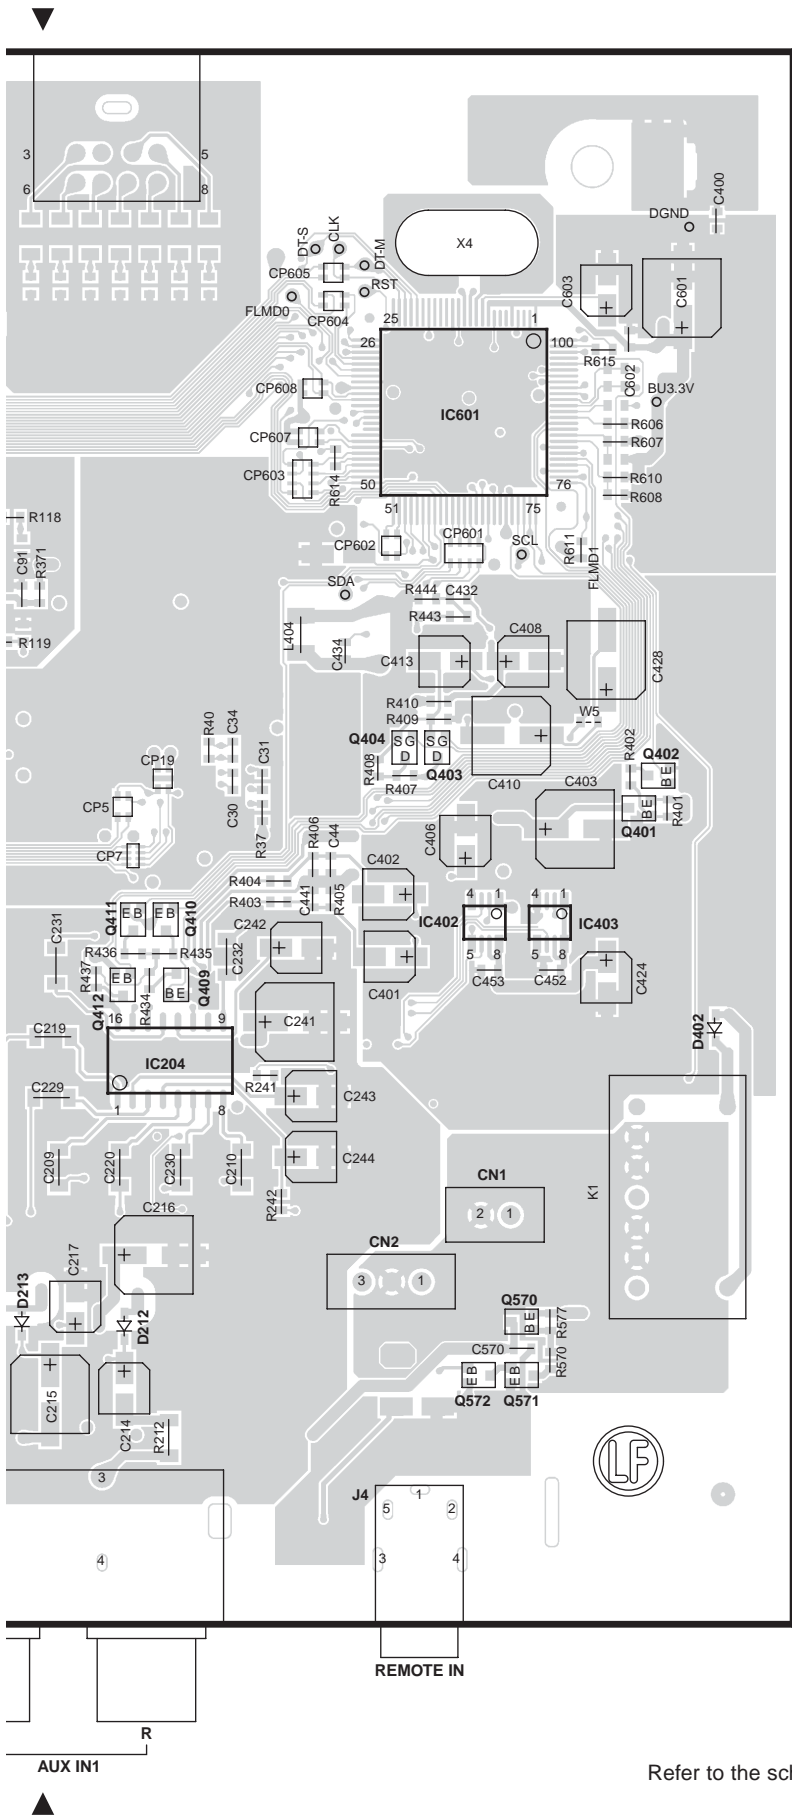 3 5
6 8
DT-S
CLK
DT-M
RST
CP605
CP604
FLMD0
X4
DGND
C400
C603
C601
25 1
26 100
R615
C602
BU3.3V
CP608
IC601
R606
R607
CP607
CP603
R614
50 76
R610
R608
51 75
R118
CP602
CP601
SCL
R611
FLMD1
C91
R371
SDA
R444 C432
R443
R119
L404
C434
C413
C408
C428
R410
R409
W5
R40
C34
Q404
S G
D
S G
D
Q403
R402
Q402
B E
CP19
C31
R408
R407
C410
C403
CP5
C30
R37
B E
R401
Q401
CP7
R406
C44
C406
C402
R404
R403
C441
R405
Q411
E B
E B
Q410
4 1
4 1
IC402
IC403
C231
C242
R436
R435
C232
5 8
5 8
R437
E B
Q412
R434
B E
Q409
C401
C453
C452
C424
16 9
C219
C241
D402
IC204
C229
R241
1 8
C243
C209
C220
C230
C210
C244
R242
CN1
K1
2 1
C216
CN2
C217
3 1
D213
D212
Q570
B E
R577
C570
R570
C215
E B
E B
Q572
Q571
C214
R212
LF
3
J4
1
5 2
4
3 4
REMOTE IN
R
AUX IN1
Refer to the sch